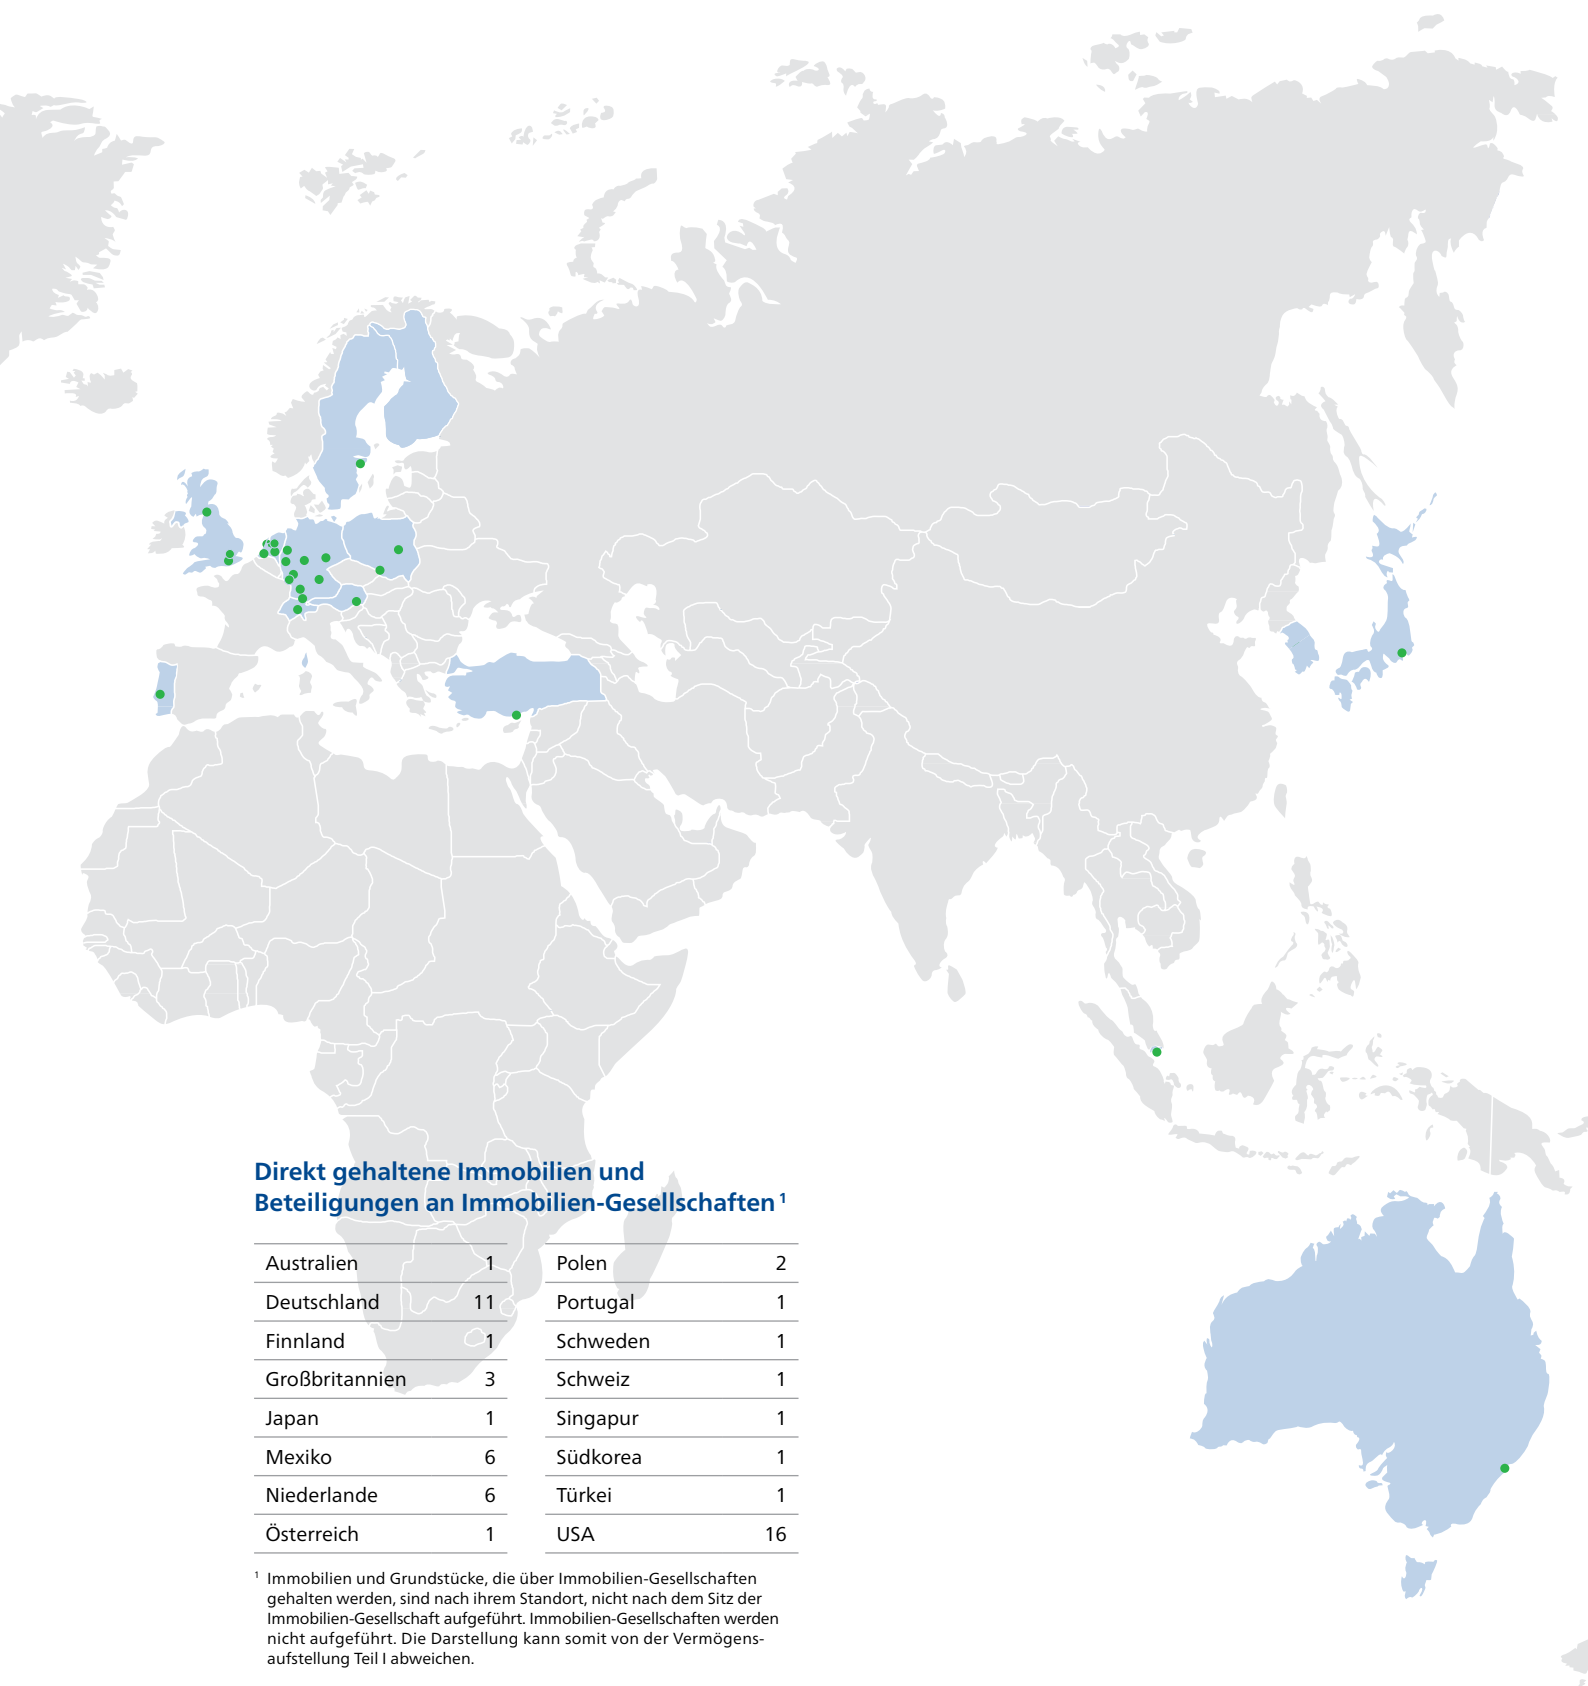 Direkt gehaltene Immobilien und
Beteiligungen an Immobilien-Gesellschaften ¹
Australien 1
Deutschland 11
Finnland 1
Großbritannien 3
Japan 1
Mexiko 6
Niederlande 6
Österreich 1
Polen 2
Portugal 1
Schweden 1
Schweiz 1
Singapur 1
Südkorea 1
Türkei 1
USA 16
¹ Immobilien und Grundstücke, die über Immobilien-Gesellschaften
gehalten werden, sind nach ihrem Standort, nicht nach dem Sitz der
Immobilien-Gesellschaft aufgeführt. Immobilien-Gesellschaften werden
nicht aufgeführt. Die Darstellung kann somit von der Vermögens-
aufstellung Teil I abweichen.